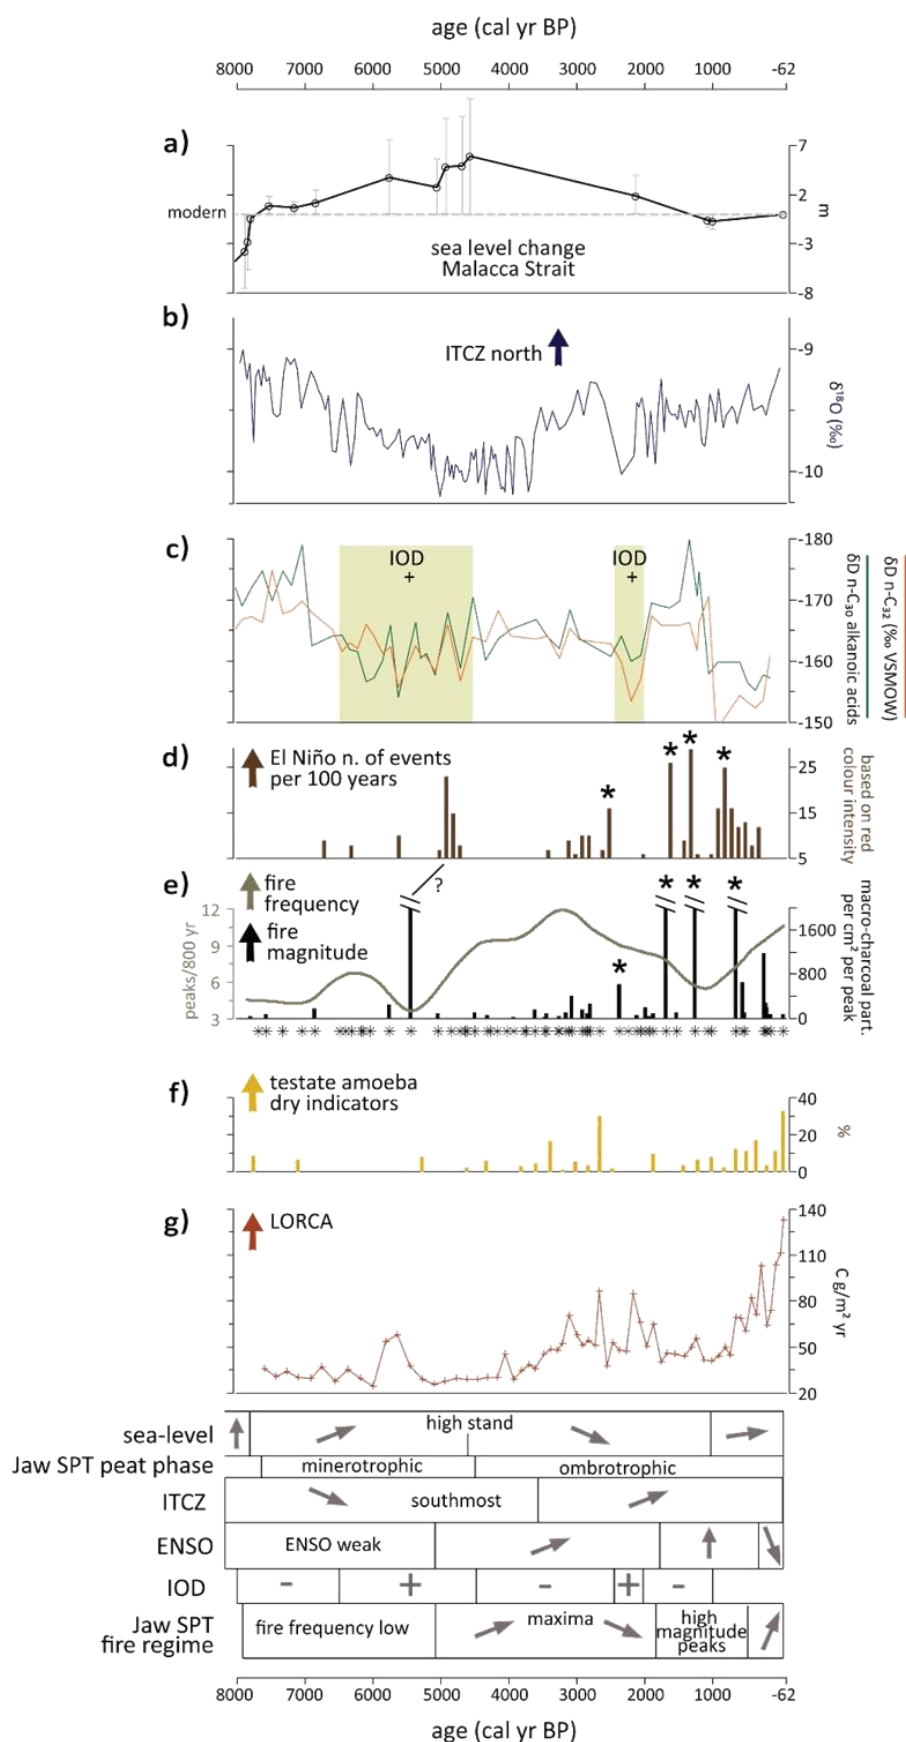 age (cal yr BP)
8000 7000 6000 5000 4000 3000 2000 1000 -62
a)
7
2
-3
-8
m
modern
sea level change
Malacca Strait
b)
ITCZ north
-9
-10
δ¹⁸O (‰)
c)
IOD
+
IOD
+
-180
-170
-160
-150
δD n-C₃₀ alkanoic acids
δD n-C₃₂ (‰ VSMOW)
d)
El Niño n. of events
per 100 years
* * * *
25
15
5
based on red
colour intensity
e)
fire
frequency
fire
magnitude
?
* * * *
12
9
6
3
peaks/800 yr
1600
800
0
macro-charcoal part.
per cm² per peak
f)
testate amoeba
dry indicators
40
20
0
%
g)
LORCA
140
110
80
50
20
C g/m² yr
sea-level
high stand
Jaw SPT peat phase
minerotrophic
ombrotrophic
ITCZ
southmost
ENSO
ENSO weak
IOD
- + - + -
Jaw SPT
fire regime
fire frequency low
maxima
high
magnitude
peaks
8000 7000 6000 5000 4000 3000 2000 1000 -62
age (cal yr BP)